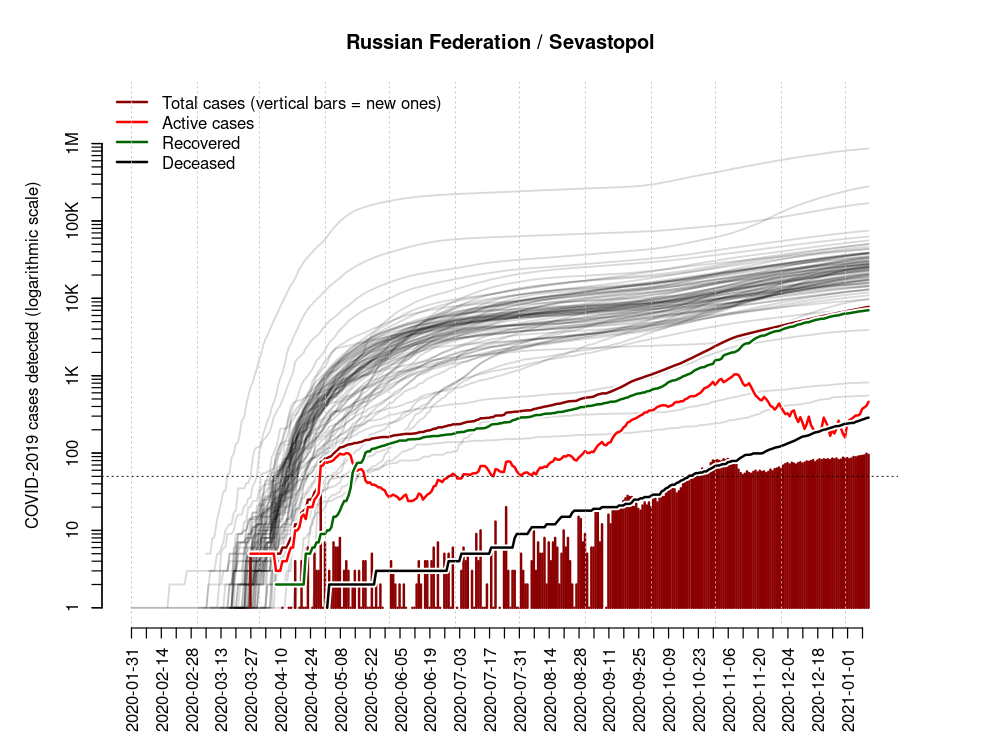 Russian Federation / Sevastopol
Total cases (vertical bars = new ones)
Active cases
Recovered
Deceased
COVID-2019 cases detected (logarithmic scale)
1M
100K
10K
1K
100
10
1
2020-01-31
2020-02-14
2020-02-28
2020-03-13
2020-03-27
2020-04-10
2020-04-24
2020-05-08
2020-05-22
2020-06-05
2020-06-19
2020-07-03
2020-07-17
2020-07-31
2020-08-14
2020-08-28
2020-09-11
2020-09-25
2020-10-09
2020-10-23
2020-11-06
2020-11-20
2020-12-04
2020-12-18
2021-01-01